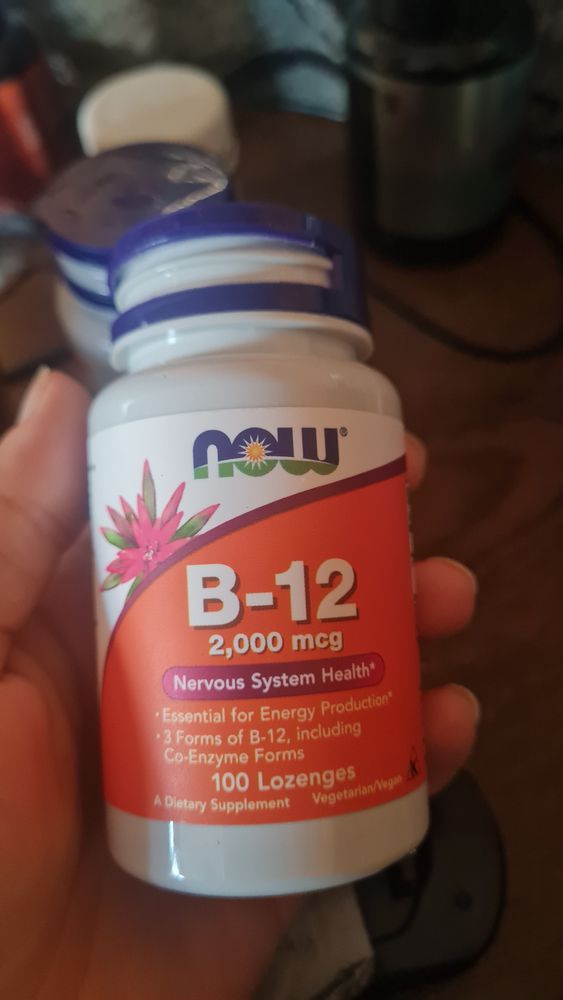 NOW®
B-12
2,000 mcg
Nervous System Health*
• Essential for Energy Production*
• 3 Forms of B-12, including
Co-Enzyme Forms
100 Lozenges
A Dietary Supplement Vegetarian/Vegan